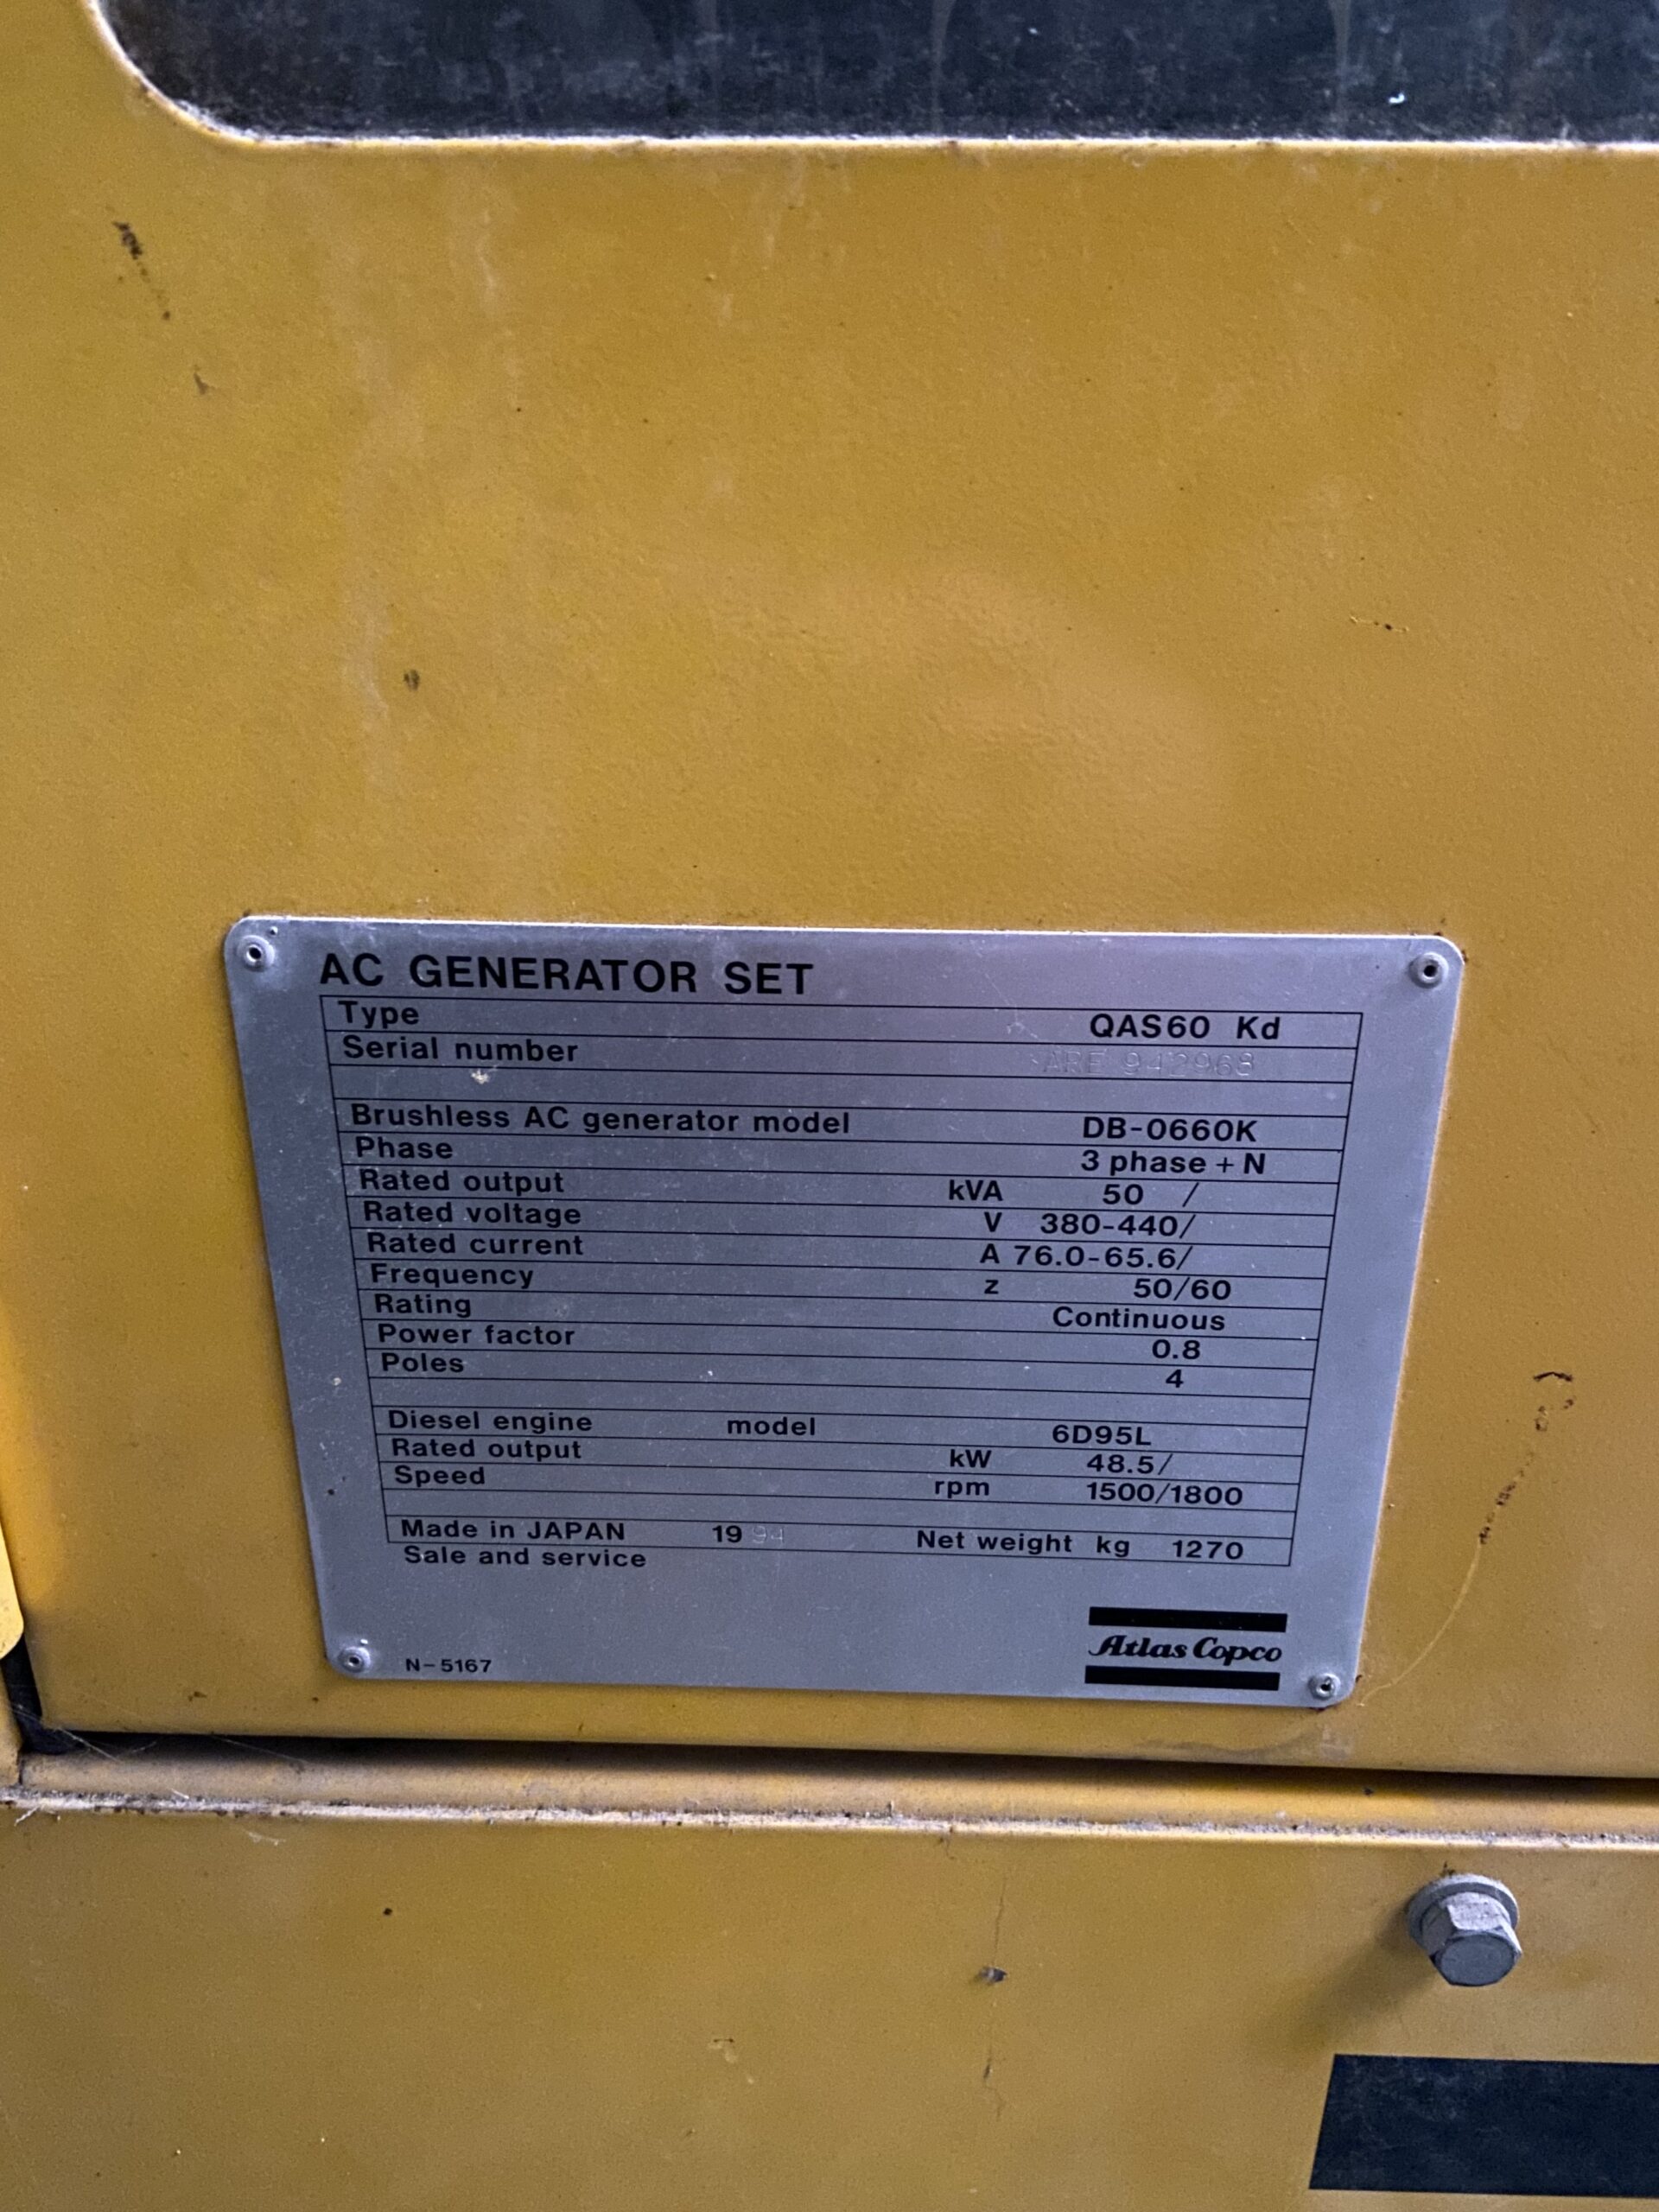 AC GENERATOR SET
Type QAS60 Kd
Serial number ARE 942968
Brushless AC generator model DB-0660K
Phase 3 phase + N
Rated output kVA 50 /
Rated voltage V 380-440/
Rated current A 76.0-65.6/
Frequency z 50/60
Rating Continuous
Power factor 0.8
Poles 4
Diesel engine model 6D95L
Rated output kW 48.5/
Speed rpm 1500/1800
Made in JAPAN 1994 Net weight kg 1270
Sale and service
Atlas Copco
N-5167